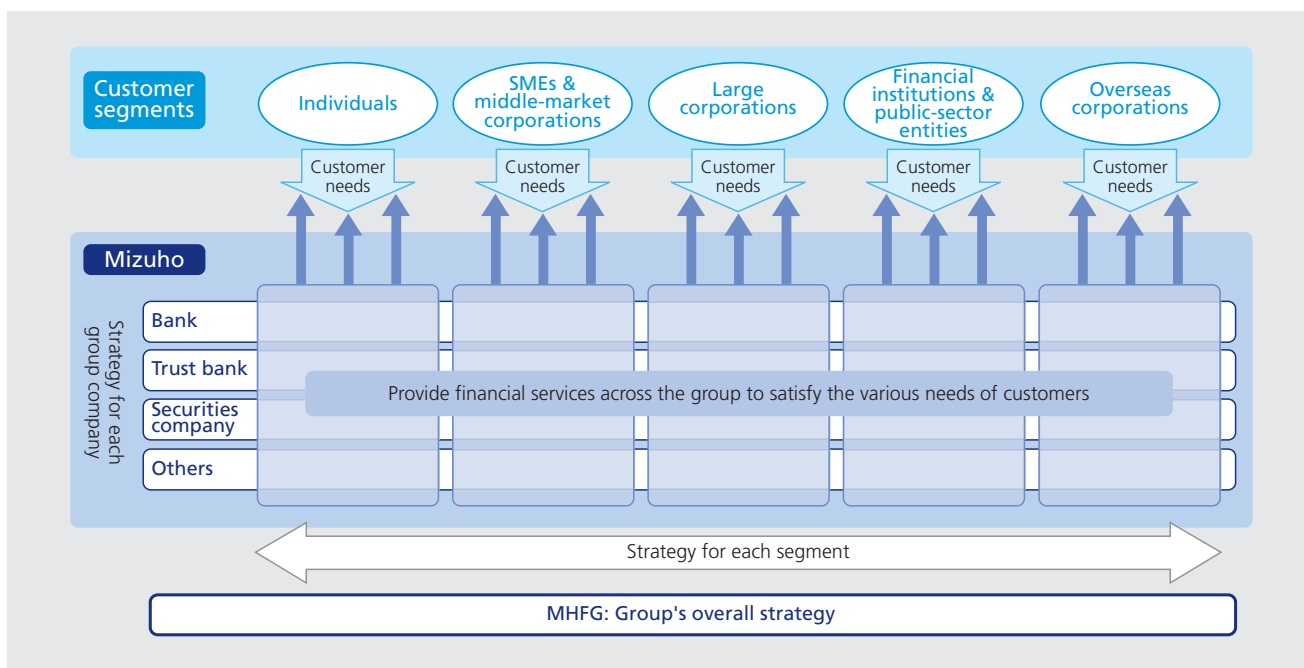 Customer
segments
Individuals
SMEs &
middle-market
corporations
Large
corporations
Financial
institutions &
public-sector
entities
Overseas
corporations
Customer
needs
Customer
needs
Customer
needs
Customer
needs
Customer
needs
Mizuho
Strategy for each
group company
Bank
Trust bank
Securities
company
Others
Provide financial services across the group to satisfy the various needs of customers
Strategy for each segment
MHFG: Group's overall strategy